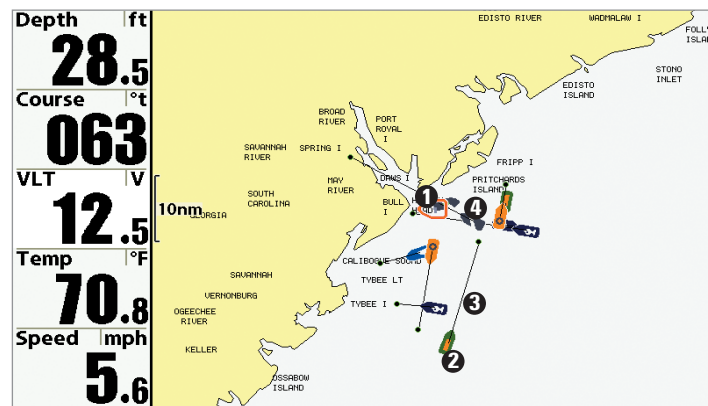 Depth ft
28.5
Course °t
063
VLT V
12.5
Temp °F
70.8
Speed mph
5.6
10nm
EDISTO RIVER
WADMALAW I
FOLLY
ISLAND
STONO
INLET
EDISTO
ISLAND
BROAD
RIVER
PORT
ROYAL
I
SAVANNAH
RIVER
SPRING I
FRIPP I
DAWS I
MAY
RIVER
PRITCHARDS
ISLAND
SOUTH
CAROLINA
BULL
I
HEAD
GEORGIA
1
4
CALIBOGUE SOUND
SAVANNAH
TYBEE LT
VERNONBURG
TYBEE I
OGEECHEE
RIVER
3
KELLER
2
OSSABOW
ISLAND